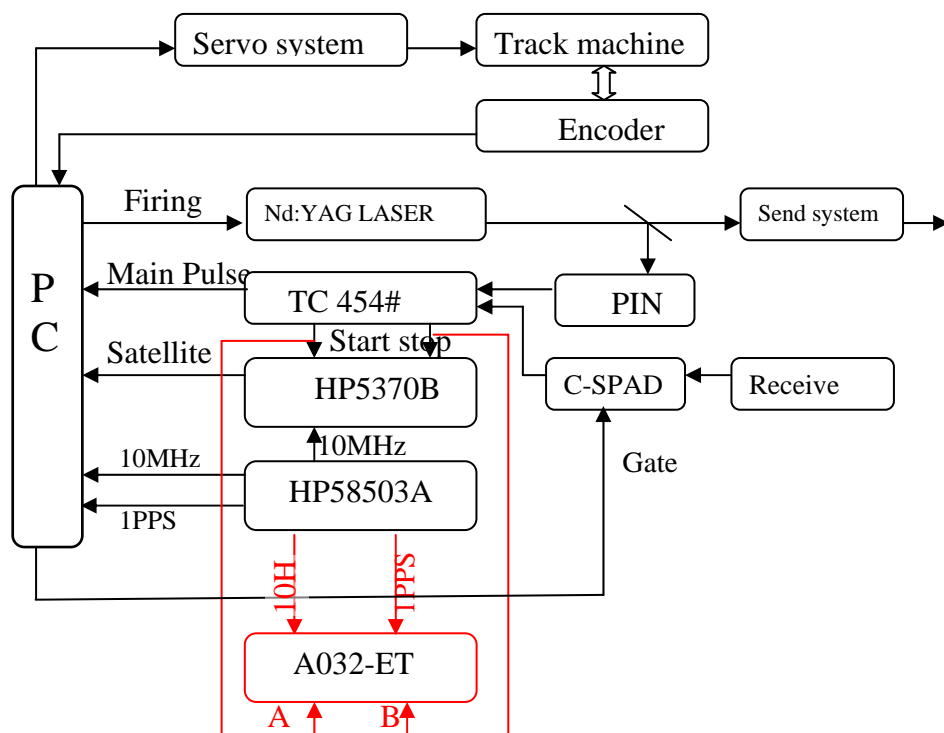 Servo system
Track machine
Encoder
Firing
Nd:YAG LASER
Send system
P
C
Main Pulse
TC 454#
PIN
Start stop
Satellite
HP5370B
C-SPAD
Receive
10MHz
10MHz
Gate
HP58503A
1PPS
10H
1PPS
A032-ET
A
B